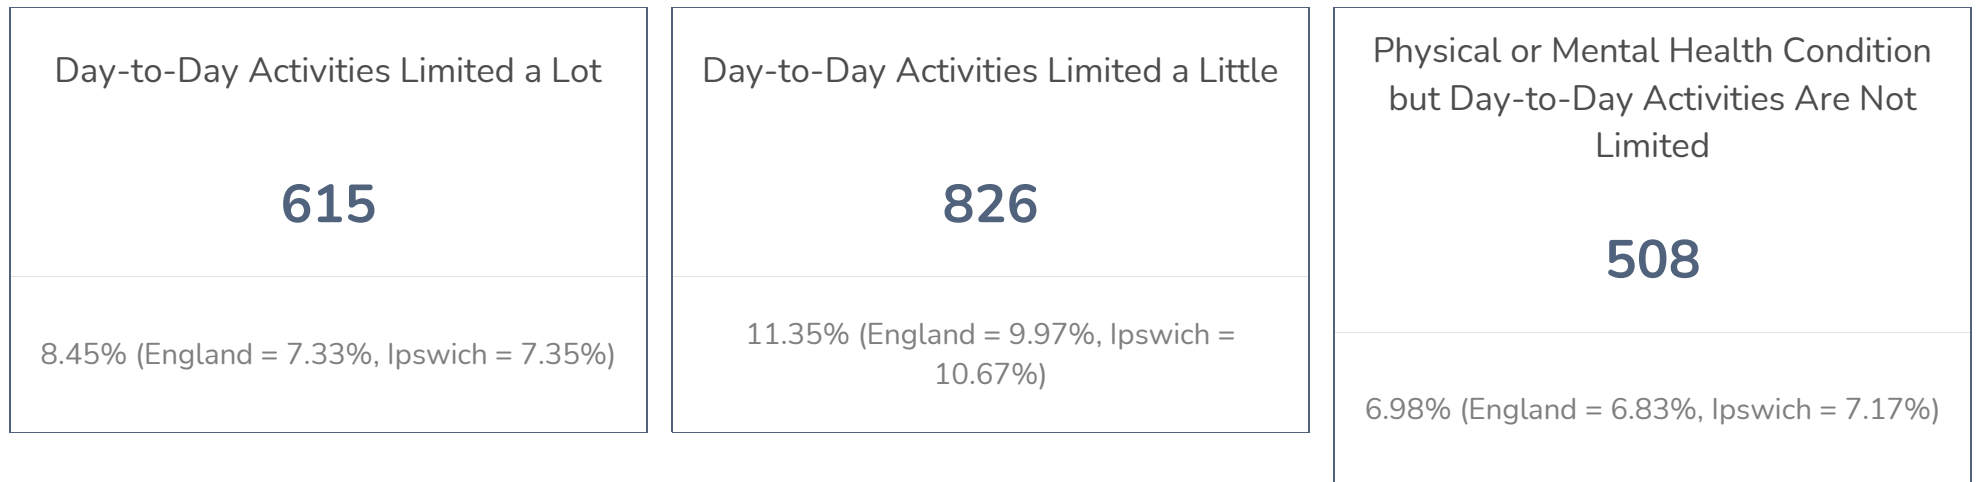 Day-to-Day Activities Limited a Lot
615
8.45% (England = 7.33%, Ipswich = 7.35%)
Day-to-Day Activities Limited a Little
826
11.35% (England = 9.97%, Ipswich =
10.67%)
Physical or Mental Health Condition
but Day-to-Day Activities Are Not
Limited
508
6.98% (England = 6.83%, Ipswich = 7.17%)